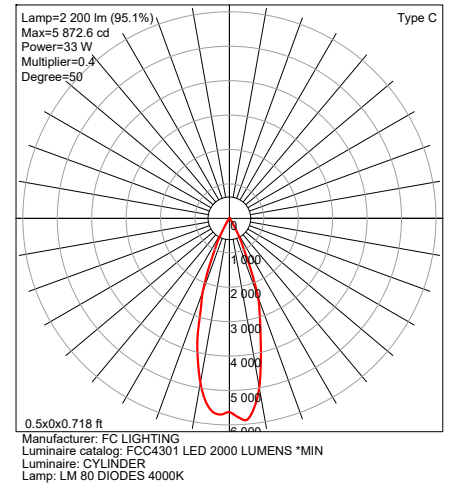 Lamp=2 200 lm (95.1%)
Type C
Max=5 872.6 cd
Power=33 W
Multiplier=0.4
Degree=50
0
1 000
2 000
3 000
4 000
5 000
6 000
0.5x0x0.718 ft
Manufacturer: FC LIGHTING
Luminaire catalog: FCC4301 LED 2000 LUMENS *MIN
Luminaire: CYLINDER
Lamp: LM 80 DIODES 4000K